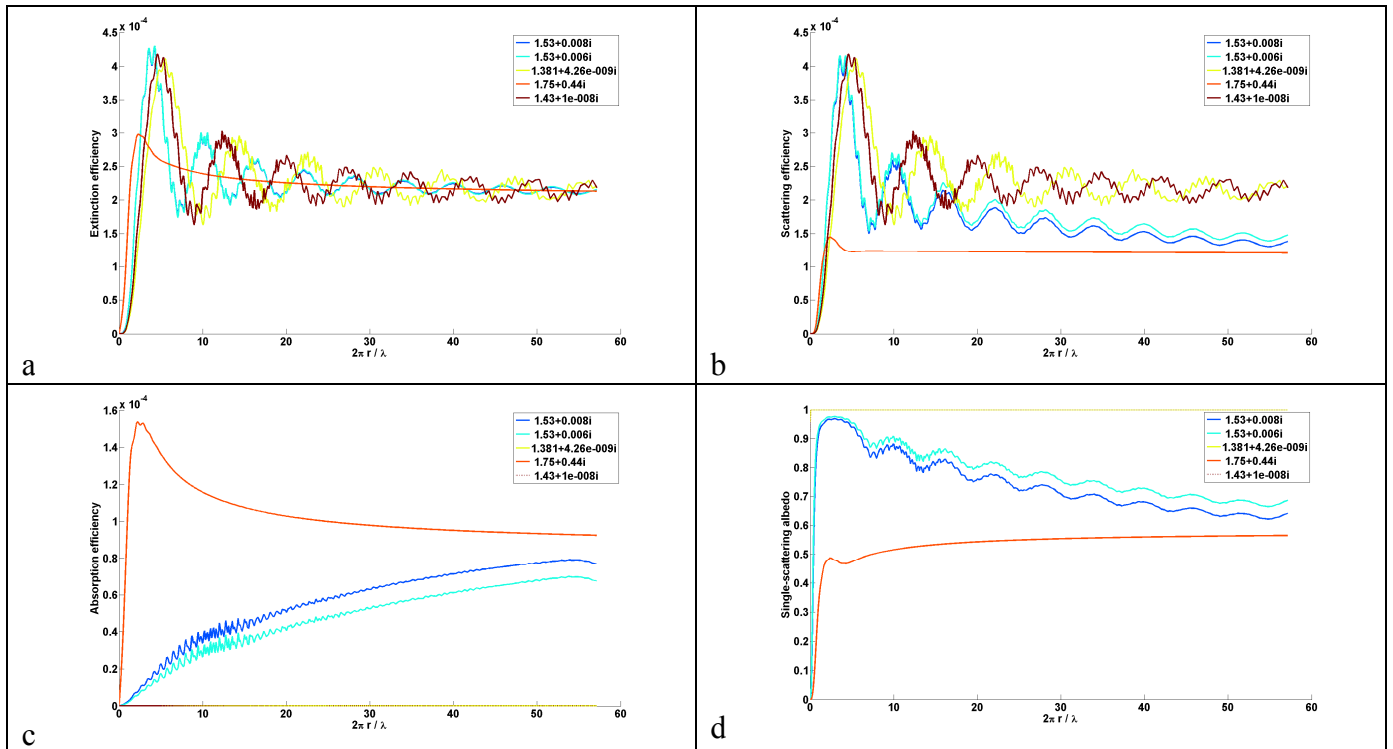 x 10⁻⁴
4.5
4
3.5
3
2.5
2
1.5
1
0.5
0
Extinction efficiency
1.53+0.008i
1.53+0.006i
1.381+4.26e-009i
1.75+0.44i
1.43+1e-008i
0 10 20 30 40 50 60
2π r / λ
a
x 10⁻⁴
4.5
4
3.5
3
2.5
2
1.5
1
0.5
0
Scattering efficiency
1.53+0.008i
1.53+0.006i
1.381+4.26e-009i
1.75+0.44i
1.43+1e-008i
0 10 20 30 40 50 60
2π r / λ
b
x 10⁻⁴
1.6
1.4
1.2
1
0.8
0.6
0.4
0.2
0
Absorption efficiency
1.53+0.008i
1.53+0.006i
1.381+4.26e-009i
1.75+0.44i
1.43+1e-008i
0 10 20 30 40 50 60
2π r / λ
c
1
0.9
0.8
0.7
0.6
0.5
0.4
0.3
0.2
0.1
0
Single-scattering albedo
1.53+0.008i
1.53+0.006i
1.381+4.26e-009i
1.75+0.44i
1.43+1e-008i
0 10 20 30 40 50 60
2π r / λ
d